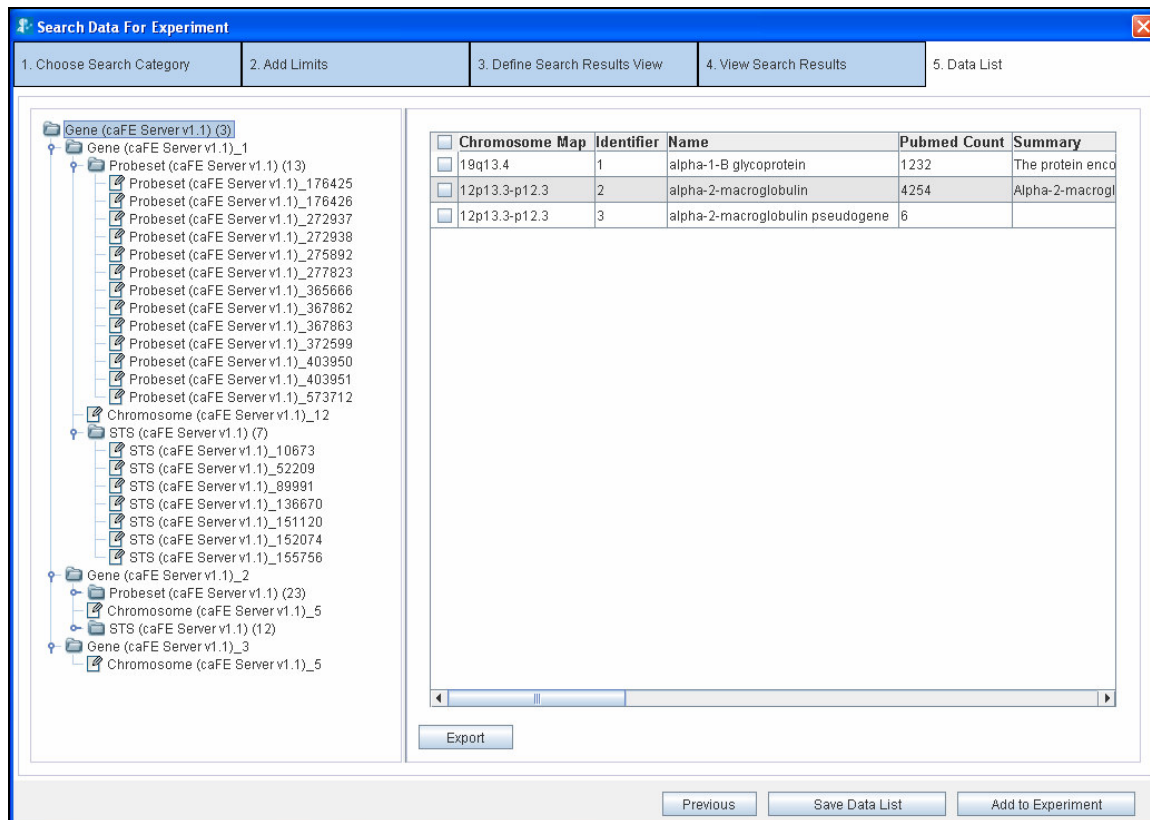 Search Data For Experiment
1. Choose Search Category 2. Add Limits 3. Define Search Results View 4. View Search Results 5. Data List
Gene (caFE Server v1.1) (3)
Gene (caFE Server v1.1)_1
Probeset (caFE Server v1.1) (13)
Probeset (caFE Server v1.1)_176425
Probeset (caFE Server v1.1)_176426
Probeset (caFE Server v1.1)_272937
Probeset (caFE Server v1.1)_272938
Probeset (caFE Server v1.1)_275892
Probeset (caFE Server v1.1)_277823
Probeset (caFE Server v1.1)_365666
Probeset (caFE Server v1.1)_367862
Probeset (caFE Server v1.1)_367863
Probeset (caFE Server v1.1)_372599
Probeset (caFE Server v1.1)_403950
Probeset (caFE Server v1.1)_403951
Probeset (caFE Server v1.1)_573712
Chromosome (caFE Server v1.1)_12
STS (caFE Server v1.1) (7)
STS (caFE Server v1.1)_10673
STS (caFE Server v1.1)_52209
STS (caFE Server v1.1)_89991
STS (caFE Server v1.1)_136670
STS (caFE Server v1.1)_151120
STS (caFE Server v1.1)_152074
STS (caFE Server v1.1)_155756
Gene (caFE Server v1.1)_2
Probeset (caFE Server v1.1) (23)
Chromosome (caFE Server v1.1)_5
STS (caFE Server v1.1) (12)
Gene (caFE Server v1.1)_3
Chromosome (caFE Server v1.1)_5
Chromosome Map Identifier Name Pubmed Count Summary
19q13.4 1 alpha-1-B glycoprotein 1232 The protein enco
12p13.3-p12.3 2 alpha-2-macroglobulin 4254 Alpha-2-macrogl
12p13.3-p12.3 3 alpha-2-macroglobulin pseudogene 6
Export
Previous Save Data List Add to Experiment